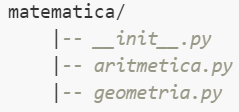 matematica/
    |-- __init__.py
    |-- aritmetica.py
    |-- geometria.py